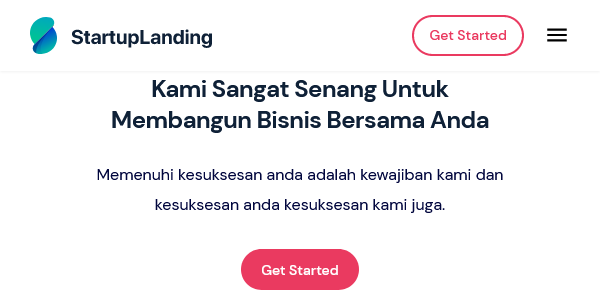 StartupLanding
Get Started
Kami Sangat Senang Untuk
Membangun Bisnis Bersama Anda
Memenuhi kesuksesan anda adalah kewajiban kami dan
kesuksesan anda kesuksesan kami juga.
Get Started